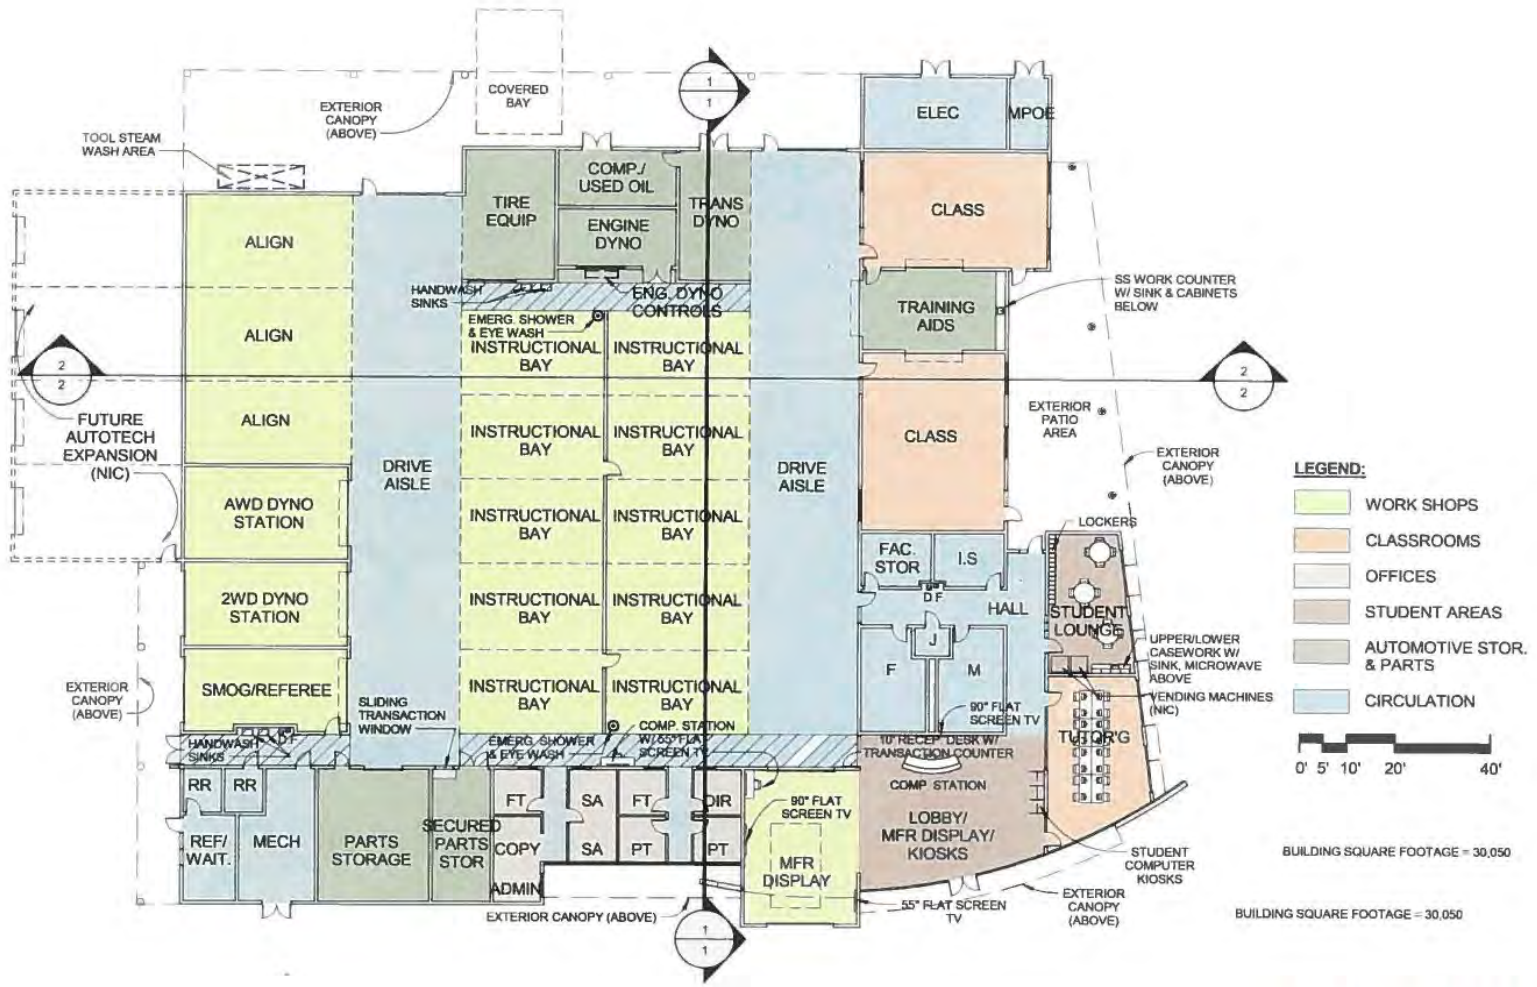 COVERED
BAY
1
1
EXTERIOR
CANOPY
(ABOVE)
ELEC
MPOE
TOOL STEAM
WASH AREA
COMP./
USED OIL
TIRE
EQUIP
TRANS
DYNO
ENGINE
DYNO
CLASS
ALIGN
HANDWASH
SINKS
ENG. DYNO
CONTROLS
SS WORK COUNTER
W/ SINK & CABINETS
BELOW
TRAINING
AIDS
EMERG. SHOWER
& EYE WASH
ALIGN
INSTRUCTIONAL
BAY
INSTRUCTIONAL
BAY
2
2
2
2
FUTURE
AUTOTECH
EXPANSION
(NIC)
ALIGN
INSTRUCTIONAL
BAY
INSTRUCTIONAL
BAY
CLASS
EXTERIOR
PATIO
AREA
EXTERIOR
CANOPY
(ABOVE)
DRIVE
AISLE
DRIVE
AISLE
LEGEND:
WORK SHOPS
CLASSROOMS
OFFICES
STUDENT AREAS
AUTOMOTIVE STOR.
& PARTS
CIRCULATION
0' 5' 10' 20' 40'
AWD DYNO
STATION
INSTRUCTIONAL
BAY
INSTRUCTIONAL
BAY
LOCKERS
FAC.
STOR
I.S
D F
HALL
2WD DYNO
STATION
INSTRUCTIONAL
BAY
INSTRUCTIONAL
BAY
STUDENT
LOUNGE
J
F
M
UPPER/LOWER
CASEWORK W/
SINK, MICROWAVE
ABOVE
VENDING MACHINES
(NIC)
EXTERIOR
CANOPY
(ABOVE)
SMOG/REFEREE
SLIDING
TRANSACTION
WINDOW
INSTRUCTIONAL
BAY
INSTRUCTIONAL
BAY
90" FLAT
SCREEN TV
TUTOR'G
HANDWASH
SINKS
D F
EMERG. SHOWER
& EYE WASH
COMP. STATION
W/ 55" FLAT
SCREEN TV
10' RECEP. DESK W/
TRANSACTION COUNTER
COMP STATION
RR
RR
FT
SA
FT
DIR
90" FLAT
SCREEN TV
LOBBY/
MFR DISPLAY/
KIOSKS
REF/
WAIT.
MECH
PARTS
STORAGE
SECURED
PARTS
STOR
COPY
SA
PT
PT
MFR
DISPLAY
STUDENT
COMPUTER
KIOSKS
ADMIN
EXTERIOR CANOPY (ABOVE)
55" FLAT SCREEN
TV
EXTERIOR
CANOPY
(ABOVE)
1
1
BUILDING SQUARE FOOTAGE = 30,050
BUILDING SQUARE FOOTAGE = 30,050